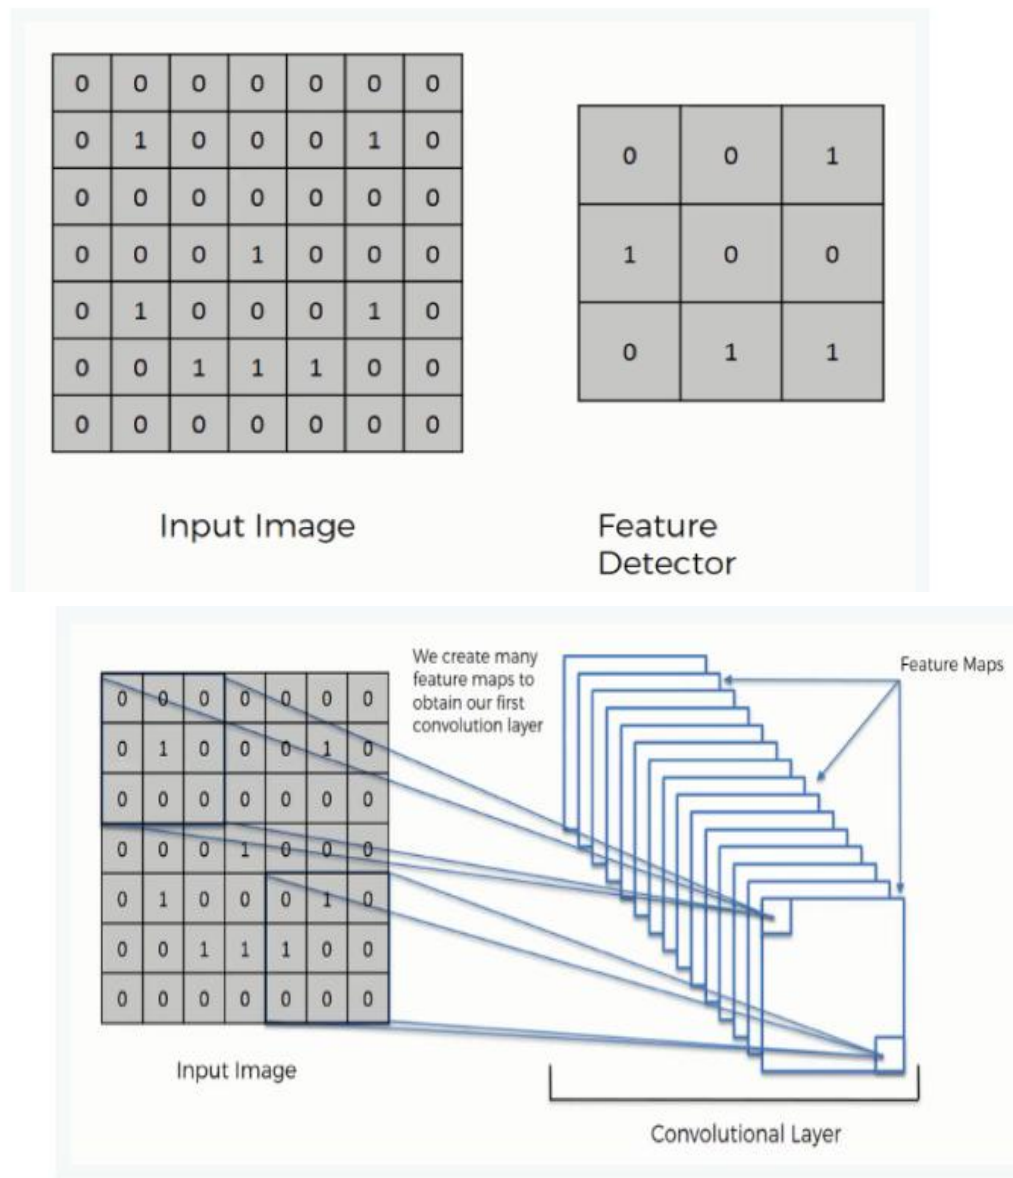 0 0 0 0 0 0 0
0 1 0 0 0 1 0
0 0 0 0 0 0 0
0 0 0 1 0 0 0
0 1 0 0 0 1 0
0 0 1 1 1 0 0
0 0 0 0 0 0 0
Input Image
0 0 1
1 0 0
0 1 1
Feature
Detector
We create many
feature maps to
obtain our first
convolution layer
Feature Maps
0 0 0 0 0 0 0
0 1 0 0 0 1 0
0 0 0 0 0 0 0
0 0 0 1 0 0 0
0 1 0 0 0 1 0
0 0 1 1 1 0 0
0 0 0 0 0 0 0
Input Image
Convolutional Layer